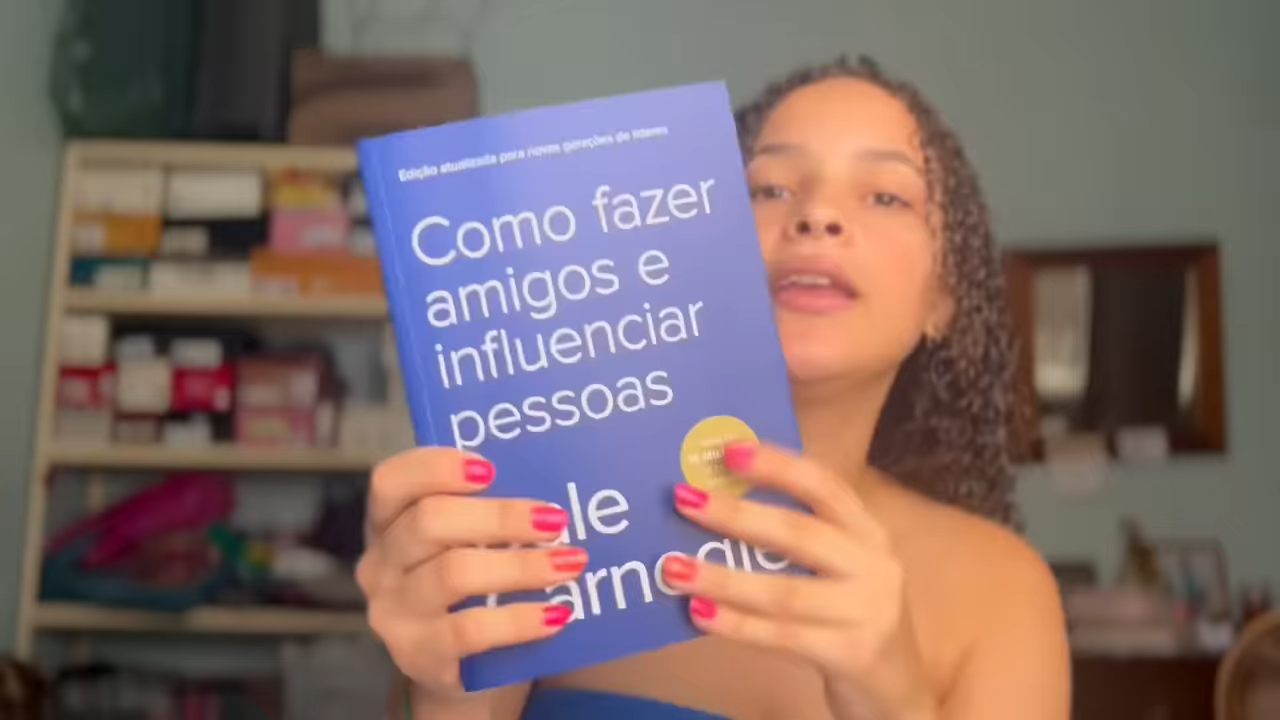 Edição atualizada para novas gerações de líderes
Como fazer
amigos e
influenciar
pessoas